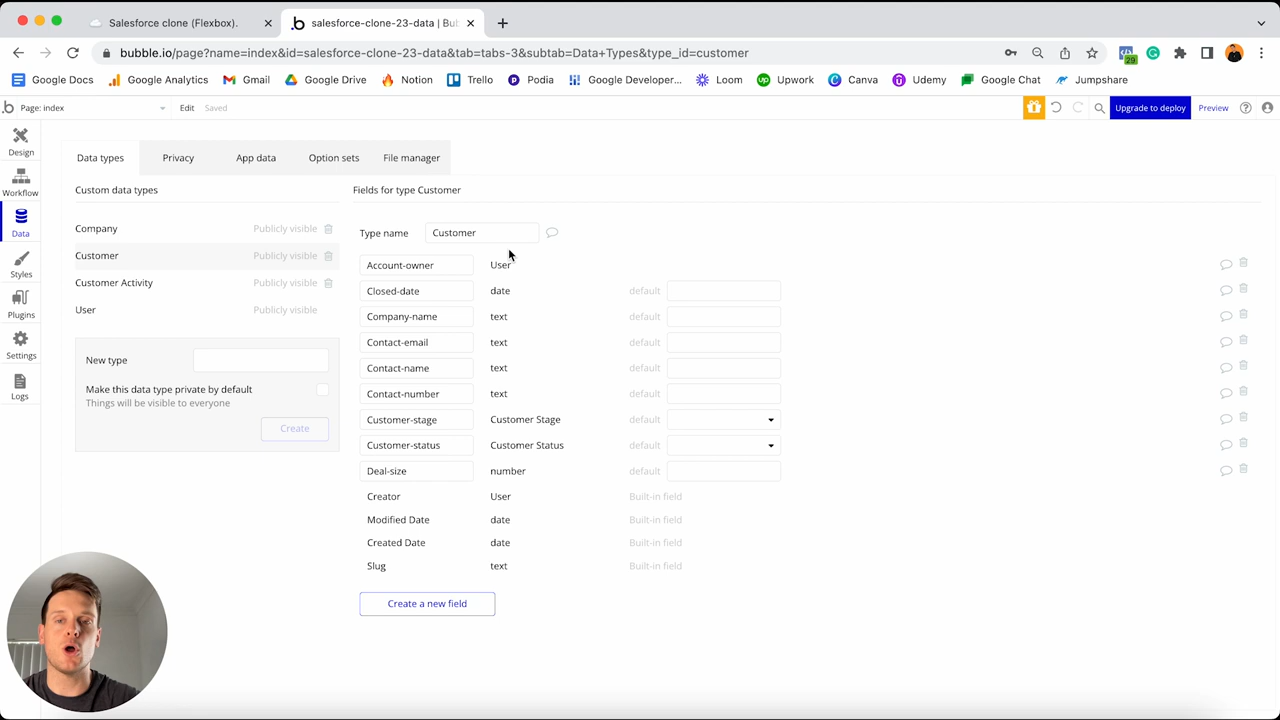 Salesforce clone (Flexbox).
salesforce-clone-23-data | Bu
bubble.io/page?name=index&id=salesforce-clone-23-data&tab=tabs-3&subtab=Data+Types&type_id=customer
29
Google Docs Google Analytics Gmail Google Drive Notion Trello Podia Google Developer... Loom Upwork Canva Udemy Google Chat Jumpshare
Page: index Edit Saved Upgrade to deploy Preview
Design
Workflow
Data
Styles
Plugins
Settings
Logs
Data types Privacy App data Option sets File manager
Custom data types
Company Publicly visible
Customer Publicly visible
Customer Activity Publicly visible
User Publicly visible
New type
Make this data type private by default
Things will be visible to everyone
Create
Fields for type Customer
Type name Customer
Account-owner User
Closed-date date default
Company-name text default
Contact-email text default
Contact-name text default
Contact-number text default
Customer-stage Customer Stage default
Customer-status Customer Status default
Deal-size number default
Creator User Built-in field
Modified Date date Built-in field
Created Date date Built-in field
Slug text Built-in field
Create a new field